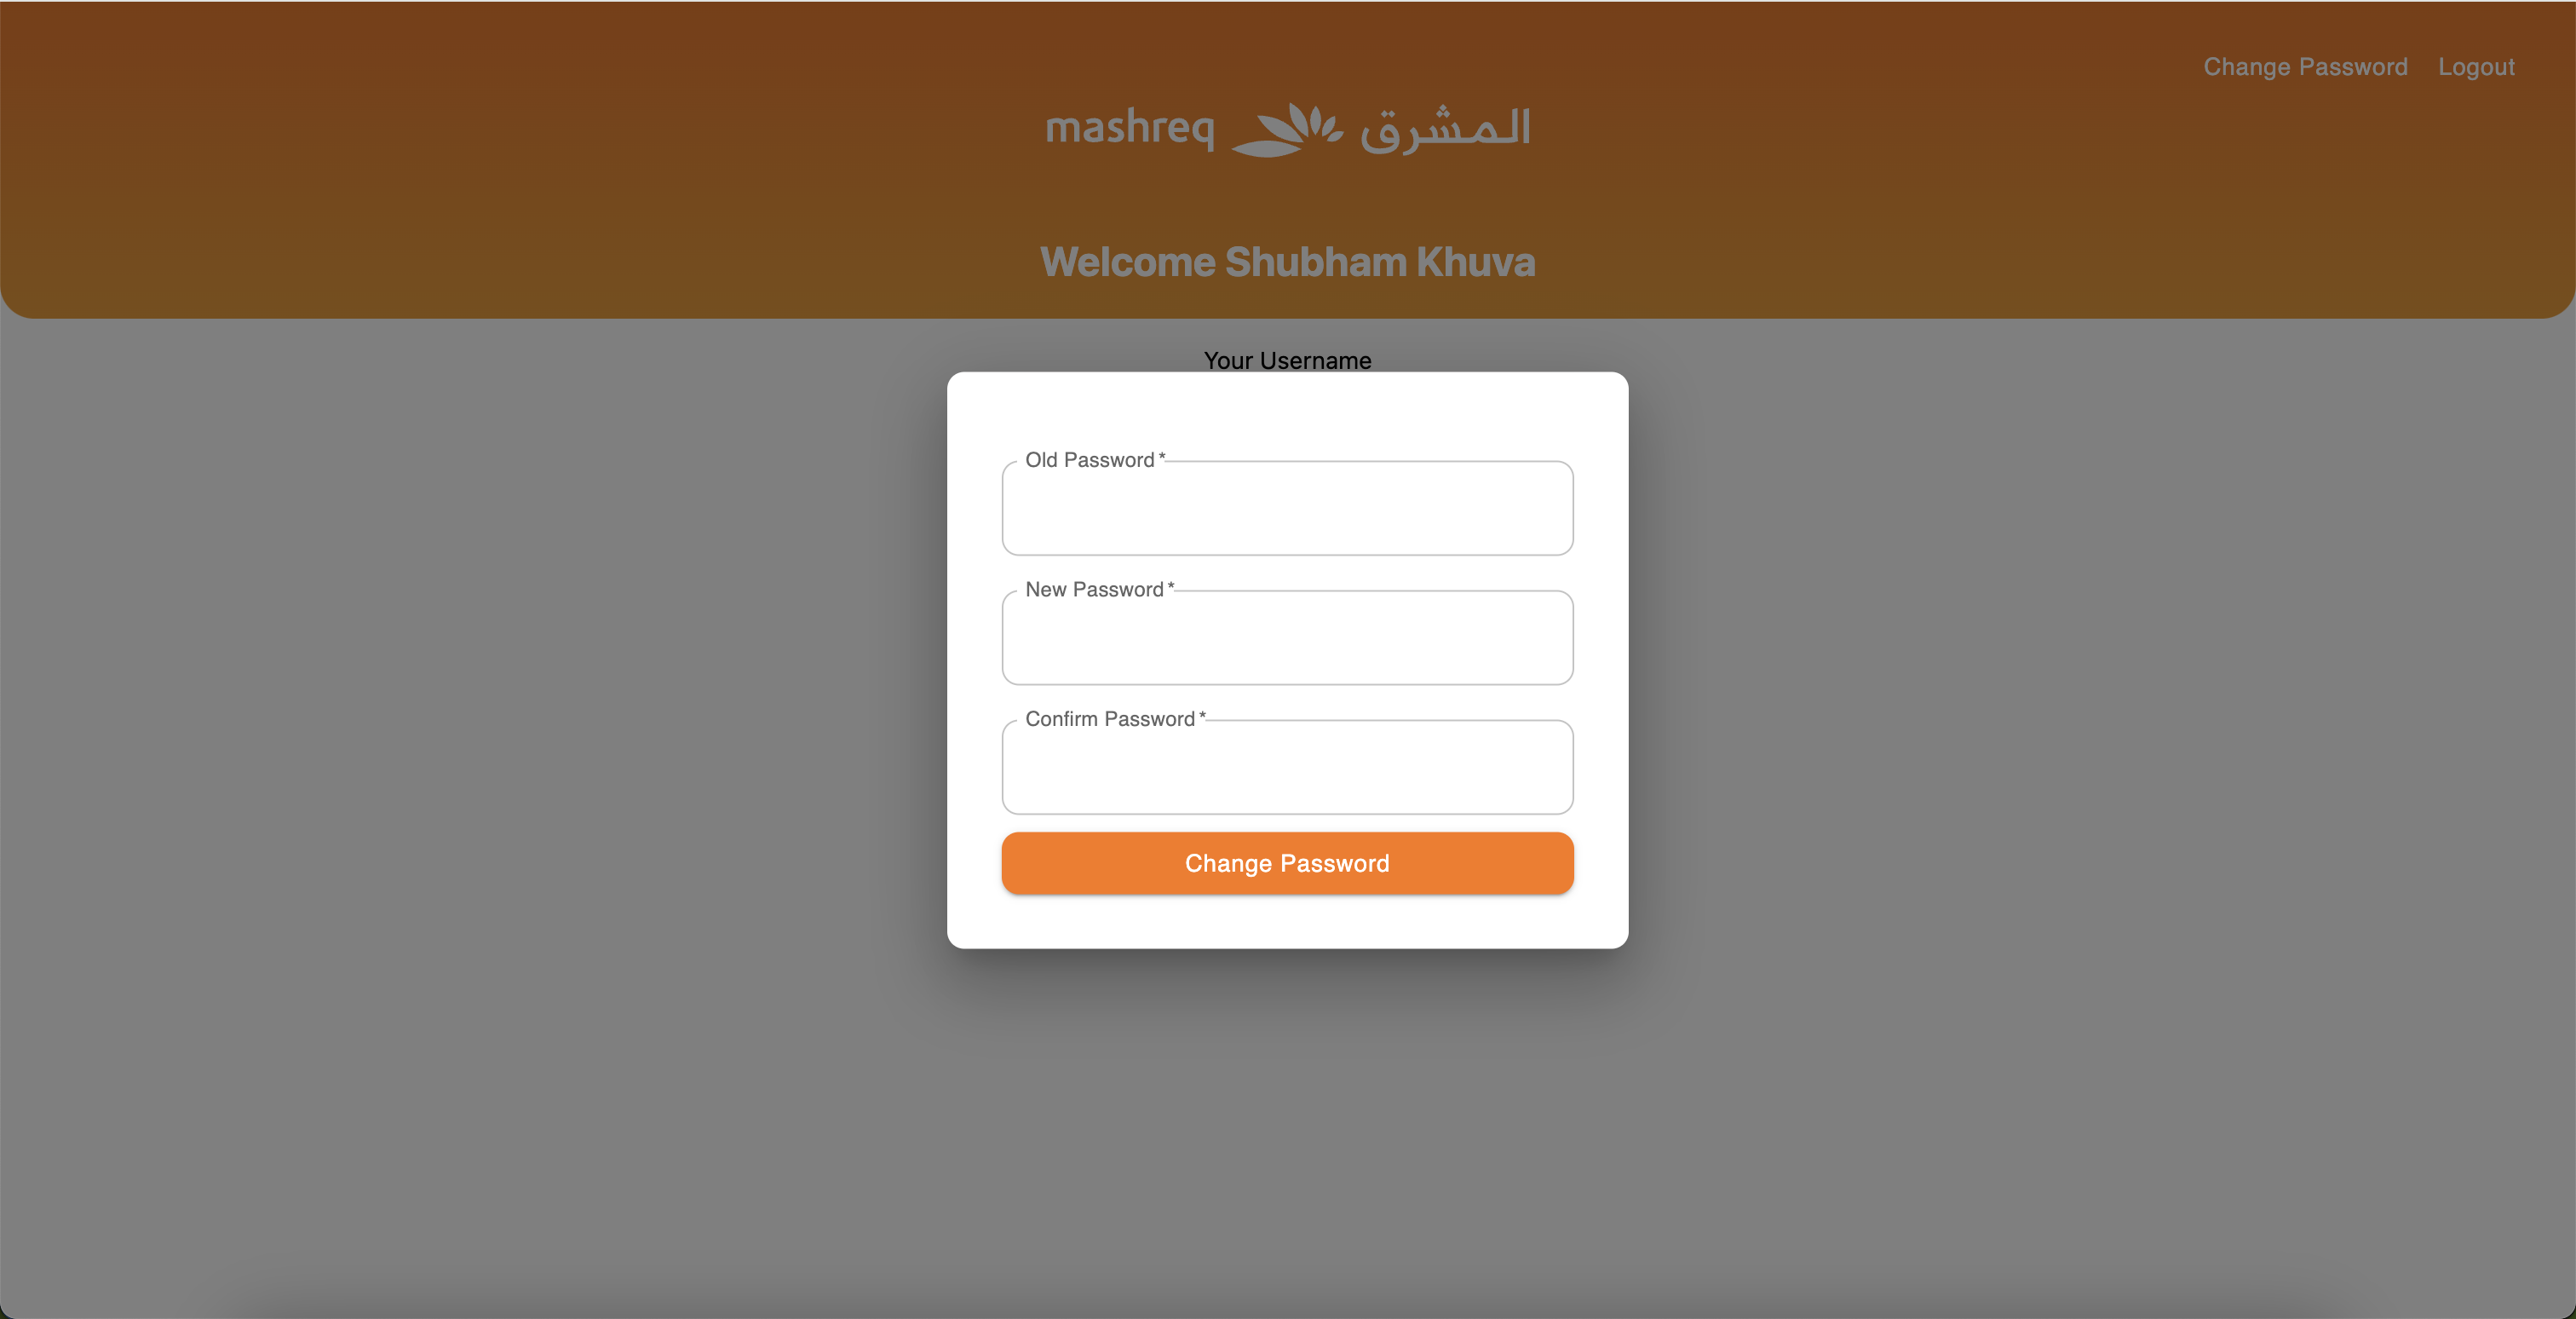 Change Password Logout
mashreq المشرق
Welcome Shubham Khuva
Your Username
Old Password *
New Password *
Confirm Password *
Change Password